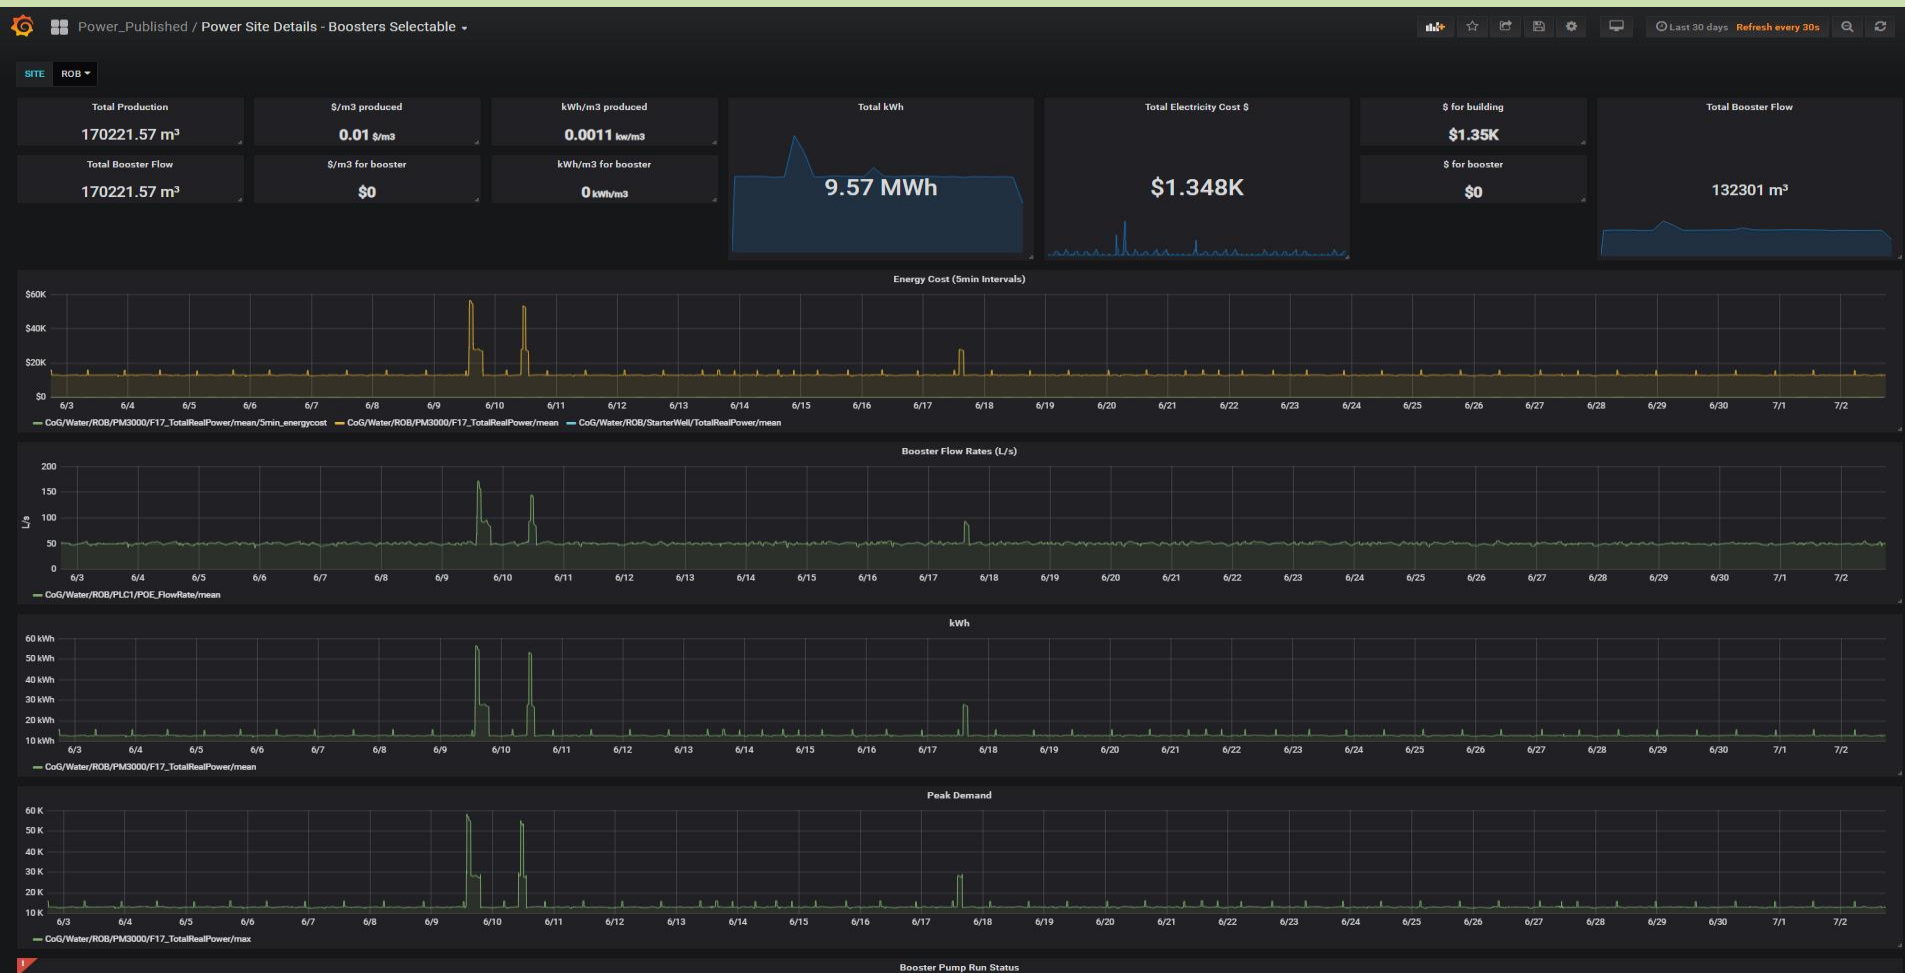 Power_Published / Power Site Details - Boosters Selectable
Last 30 days Refresh every 30s
SITE ROB
Total Production
170221.57 m³
$/m3 produced
0.01 $/m3
kWh/m3 produced
0.0011 kw/m3
Total kWh
9.57 MWh
Total Electricity Cost $
$1.348K
$ for building
$1.35K
Total Booster Flow
132301 m³
Total Booster Flow
170221.57 m³
$/m3 for booster
$0
kWh/m3 for booster
0 kWh/m3
$ for booster
$0
Energy Cost (5min Intervals)
$60K
$40K
$20K
$0
6/3 6/4 6/5 6/6 6/7 6/8 6/9 6/10 6/11 6/12 6/13 6/14 6/15 6/16 6/17 6/18 6/19 6/20 6/21 6/22 6/23 6/24 6/25 6/26 6/27 6/28 6/29 6/30 7/1 7/2
CoG/Water/ROB/PM3000/F17_TotalRealPower/mean/5min_energycost CoG/Water/ROB/PM3000/F17_TotalRealPower/mean CoG/Water/ROB/StarterWell/TotalRealPower/mean
Booster Flow Rates (L/s)
L/s
200
150
100
50
0
6/3 6/4 6/5 6/6 6/7 6/8 6/9 6/10 6/11 6/12 6/13 6/14 6/15 6/16 6/17 6/18 6/19 6/20 6/21 6/22 6/23 6/24 6/25 6/26 6/27 6/28 6/29 6/30 7/1 7/2
CoG/Water/ROB/PLC1/POE_FlowRate/mean
kWh
60 kWh
50 kWh
40 kWh
30 kWh
20 kWh
10 kWh
6/3 6/4 6/5 6/6 6/7 6/8 6/9 6/10 6/11 6/12 6/13 6/14 6/15 6/16 6/17 6/18 6/19 6/20 6/21 6/22 6/23 6/24 6/25 6/26 6/27 6/28 6/29 6/30 7/1 7/2
CoG/Water/ROB/PM3000/F17_TotalRealPower/mean
Peak Demand
60 K
50 K
40 K
30 K
20 K
10 K
6/3 6/4 6/5 6/6 6/7 6/8 6/9 6/10 6/11 6/12 6/13 6/14 6/15 6/16 6/17 6/18 6/19 6/20 6/21 6/22 6/23 6/24 6/25 6/26 6/27 6/28 6/29 6/30 7/1 7/2
CoG/Water/ROB/PM3000/F17_TotalRealPower/max
!
Booster Pump Run Status